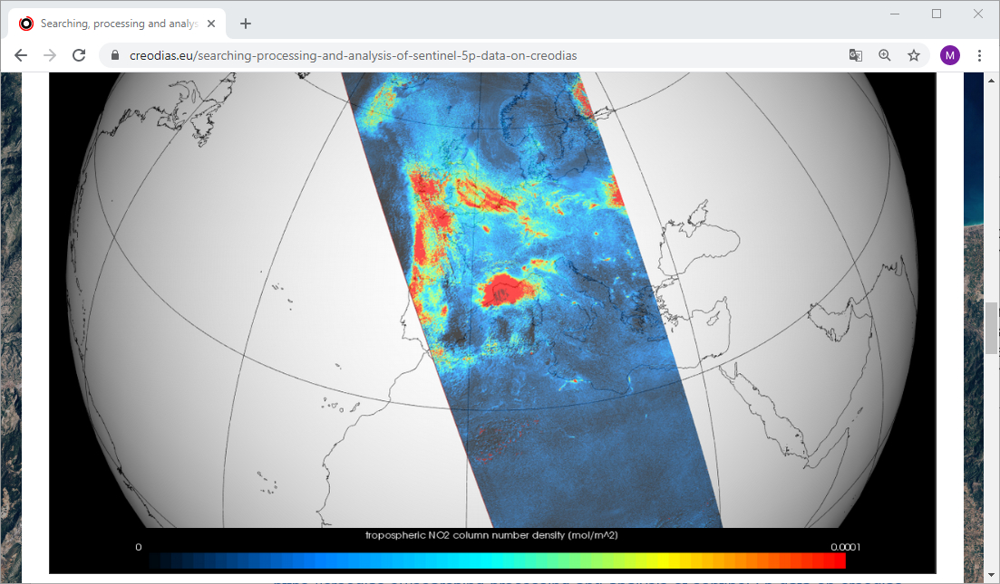 Searching, processing and analys
creodias.eu/searching-processing-and-analysis-of-sentinel-5p-data-on-creodias
M
tropospheric NO2 column number density (mol/m^2)
0
0.0001